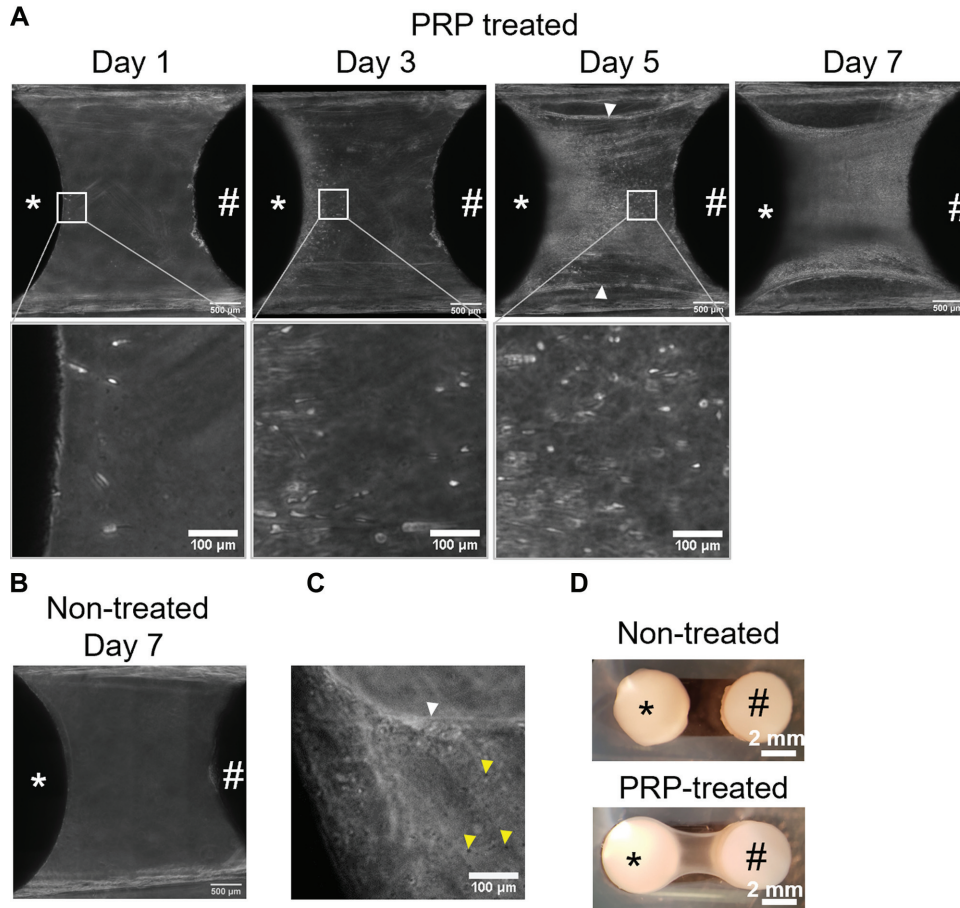 A
PRP treated
Day 1
Day 3
Day 5
Day 7
* #
* #
* #
* #
500 µm
500 µm
500 µm
500 µm
100 µm
100 µm
100 µm
B
Non-treated
Day 7
* #
500 µm
C
100 µm
D
Non-treated
* #
2 mm
PRP-treated
* #
2 mm